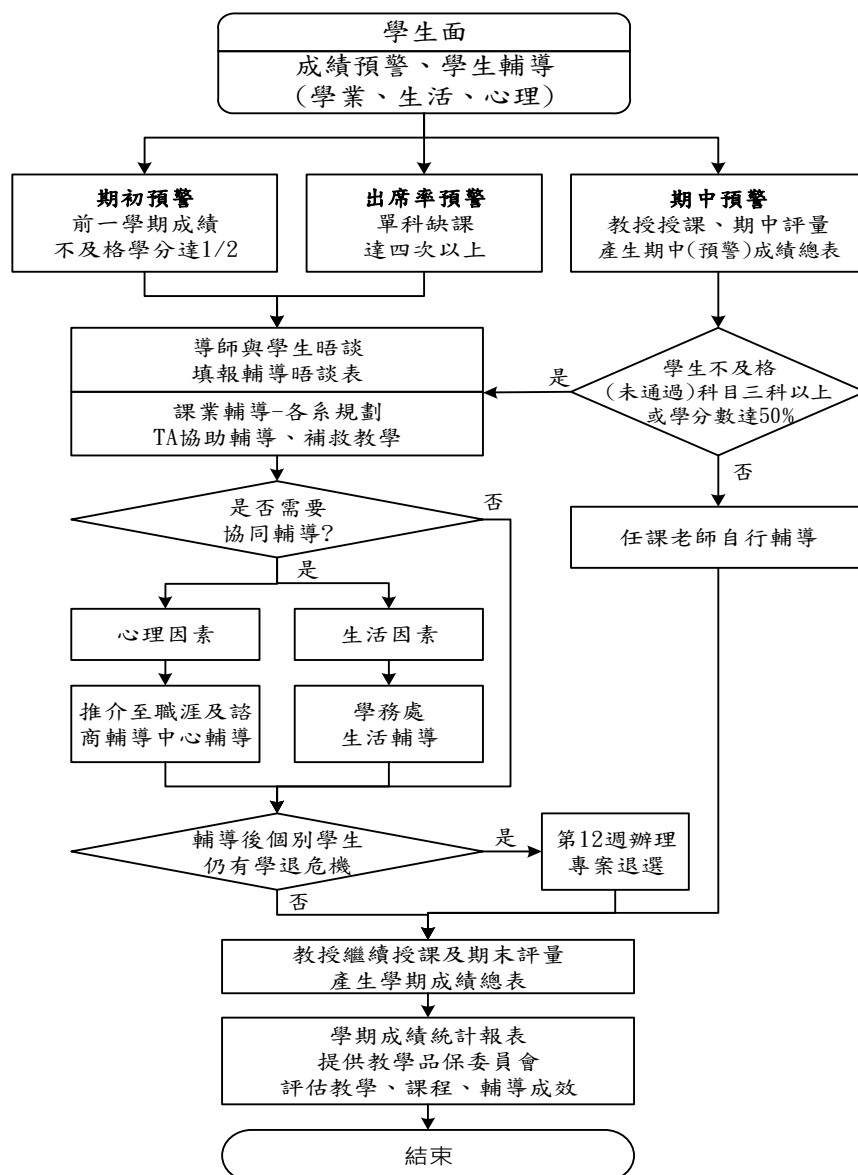 學生面
成績預警、學生輔導
(學業、生活、心理)
期初預警
前一學期成績
不及格學分達1/2
出席率預警
單科缺課
達四次以上
期中預警
教授授課、期中評量
產生期中(預警)成績總表
導師與學生晤談
填報輔導晤談表
課業輔導-各系規劃
TA協助輔導、補救教學
是
學生不及格
(未通過)科目三科以上
或學分數達50%
否
是否需要
協同輔導?
否
是
任課老師自行輔導
心理因素
生活因素
推介至職涯及諮
商輔導中心輔導
學務處
生活輔導
輔導後個別學生
仍有學退危機
是
第12週辦理
專案退選
否
教授繼續授課及期末評量
產生學期成績總表
學期成績統計報表
提供教學品保委員會
評估教學、課程、輔導成效
結束